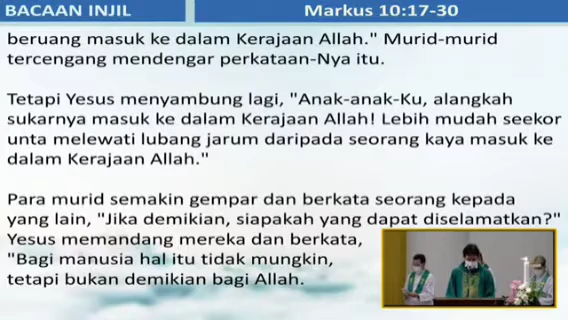 BACAAN INJIL
Markus 10:17-30
beruang masuk ke dalam Kerajaan Allah." Murid-murid
tercengang mendengar perkataan-Nya itu.
Tetapi Yesus menyambung lagi, "Anak-anak-Ku, alangkah
sukarnya masuk ke dalam Kerajaan Allah! Lebih mudah seekor
unta melewati lubang jarum daripada seorang kaya masuk ke
dalam Kerajaan Allah."
Para murid semakin gempar dan berkata seorang kepada
yang lain, "Jika demikian, siapakah yang dapat diselamatkan?"
Yesus memandang mereka dan berkata,
"Bagi manusia hal itu tidak mungkin,
tetapi bukan demikian bagi Allah.